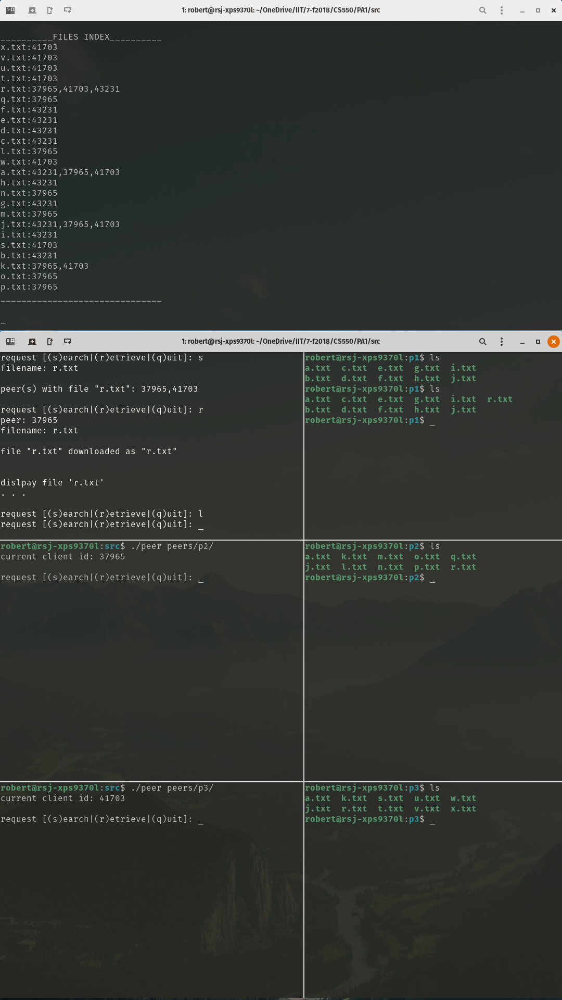 1: robert@rsj-xps9370l: ~/OneDrive/IIT/7-f2018/CS550/PA1/src
__________FILES INDEX__________
x.txt:41703
v.txt:41703
u.txt:41703
t.txt:41703
r.txt:37965,41703,43231
q.txt:37965
f.txt:43231
e.txt:43231
d.txt:43231
c.txt:43231
l.txt:37965
w.txt:41703
a.txt:43231,37965,41703
h.txt:43231
n.txt:37965
g.txt:43231
m.txt:37965
j.txt:43231,37965,41703
i.txt:43231
s.txt:41703
b.txt:43231
k.txt:37965,41703
o.txt:37965
p.txt:37965
_______________________________
_
1: robert@rsj-xps9370l: ~/OneDrive/IIT/7-f2018/CS550/PA1/src
request [(s)earch|(r)etrieve|(q)uit]: s
filename: r.txt
peer(s) with file "r.txt": 37965,41703
request [(s)earch|(r)etrieve|(q)uit]: r
peer: 37965
filename: r.txt
file "r.txt" downloaded as "r.txt"
dislpay file 'r.txt'
. . .
request [(s)earch|(r)etrieve|(q)uit]: l
request [(s)earch|(r)etrieve|(q)uit]: _
robert@rsj-xps9370l:p1$ ls
a.txt  c.txt  e.txt  g.txt  i.txt
b.txt  d.txt  f.txt  h.txt  j.txt
robert@rsj-xps9370l:p1$ ls
a.txt  c.txt  e.txt  g.txt  i.txt  r.txt
b.txt  d.txt  f.txt  h.txt  j.txt
robert@rsj-xps9370l:p1$ _
robert@rsj-xps9370l:src$ ./peer peers/p2/
current client id: 37965
request [(s)earch|(r)etrieve|(q)uit]: _
robert@rsj-xps9370l:p2$ ls
a.txt  k.txt  m.txt  o.txt  q.txt
j.txt  l.txt  n.txt  p.txt  r.txt
robert@rsj-xps9370l:p2$ _
robert@rsj-xps9370l:src$ ./peer peers/p3/
current client id: 41703
request [(s)earch|(r)etrieve|(q)uit]: _
robert@rsj-xps9370l:p3$ ls
a.txt  k.txt  s.txt  u.txt  w.txt
j.txt  r.txt  t.txt  v.txt  x.txt
robert@rsj-xps9370l:p3$ _